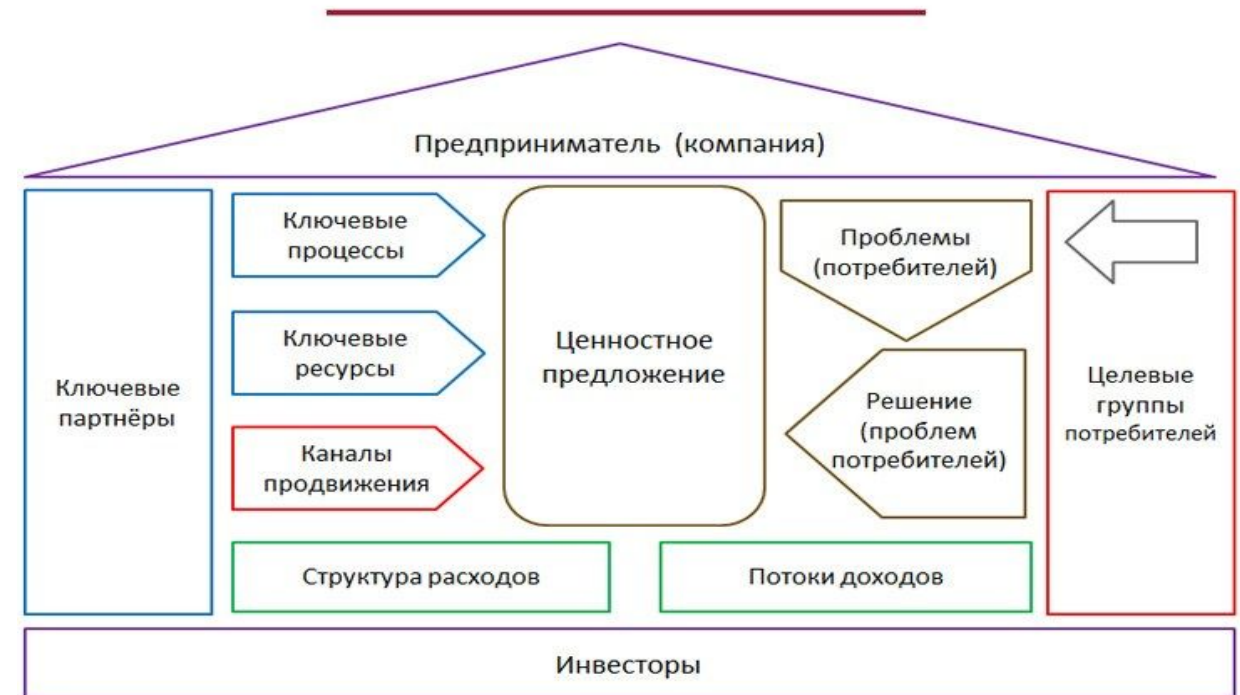 Предприниматель (компания)
Ключевые
партнёры
Ключевые
процессы
Ключевые
ресурсы
Каналы
продвижения
Ценностное
предложение
Проблемы
(потребителей)
Решение
(проблем
потребителей)
Целевые
группы
потребителей
Структура расходов
Потоки доходов
Инвесторы